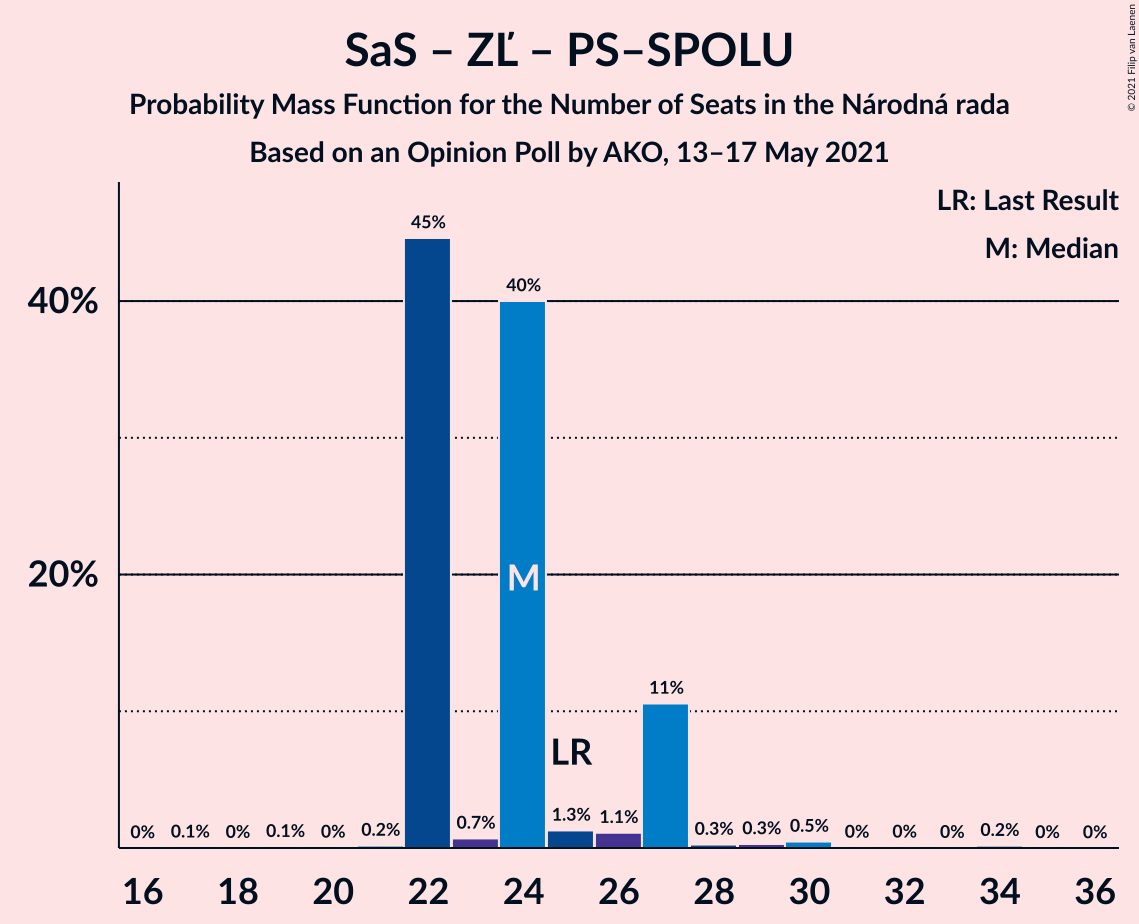 SaS – ZĽ – PS–SPOLU
Probability Mass Function for the Number of Seats in the Národná rada
Based on an Opinion Poll by AKO, 13–17 May 2021
© 2021 Filip van Laenen
LR: Last Result
M: Median
45%
40%
40%
20%
M
11%
LR
0%
0.1%
0%
0.1%
0%
0.2%
0.7%
1.3%
1.1%
0.3%
0.3%
0.5%
0%
0%
0%
0.2%
0%
0%
16 18 20 22 24 26 28 30 32 34 36